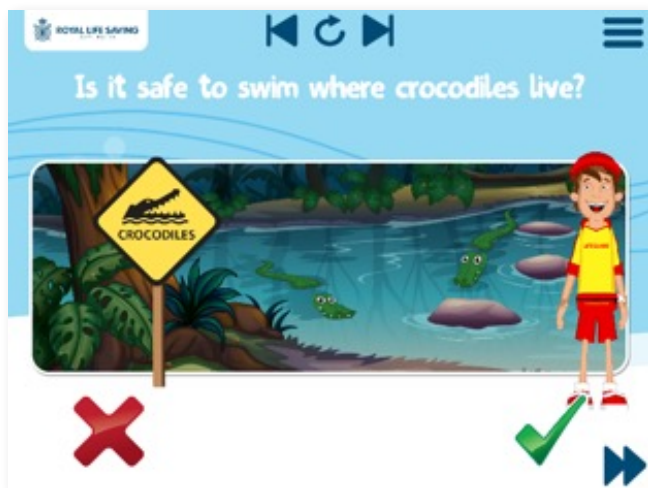 ROYAL LIFE SAVING
Is it safe to swim where crocodiles live?
CROCODILES